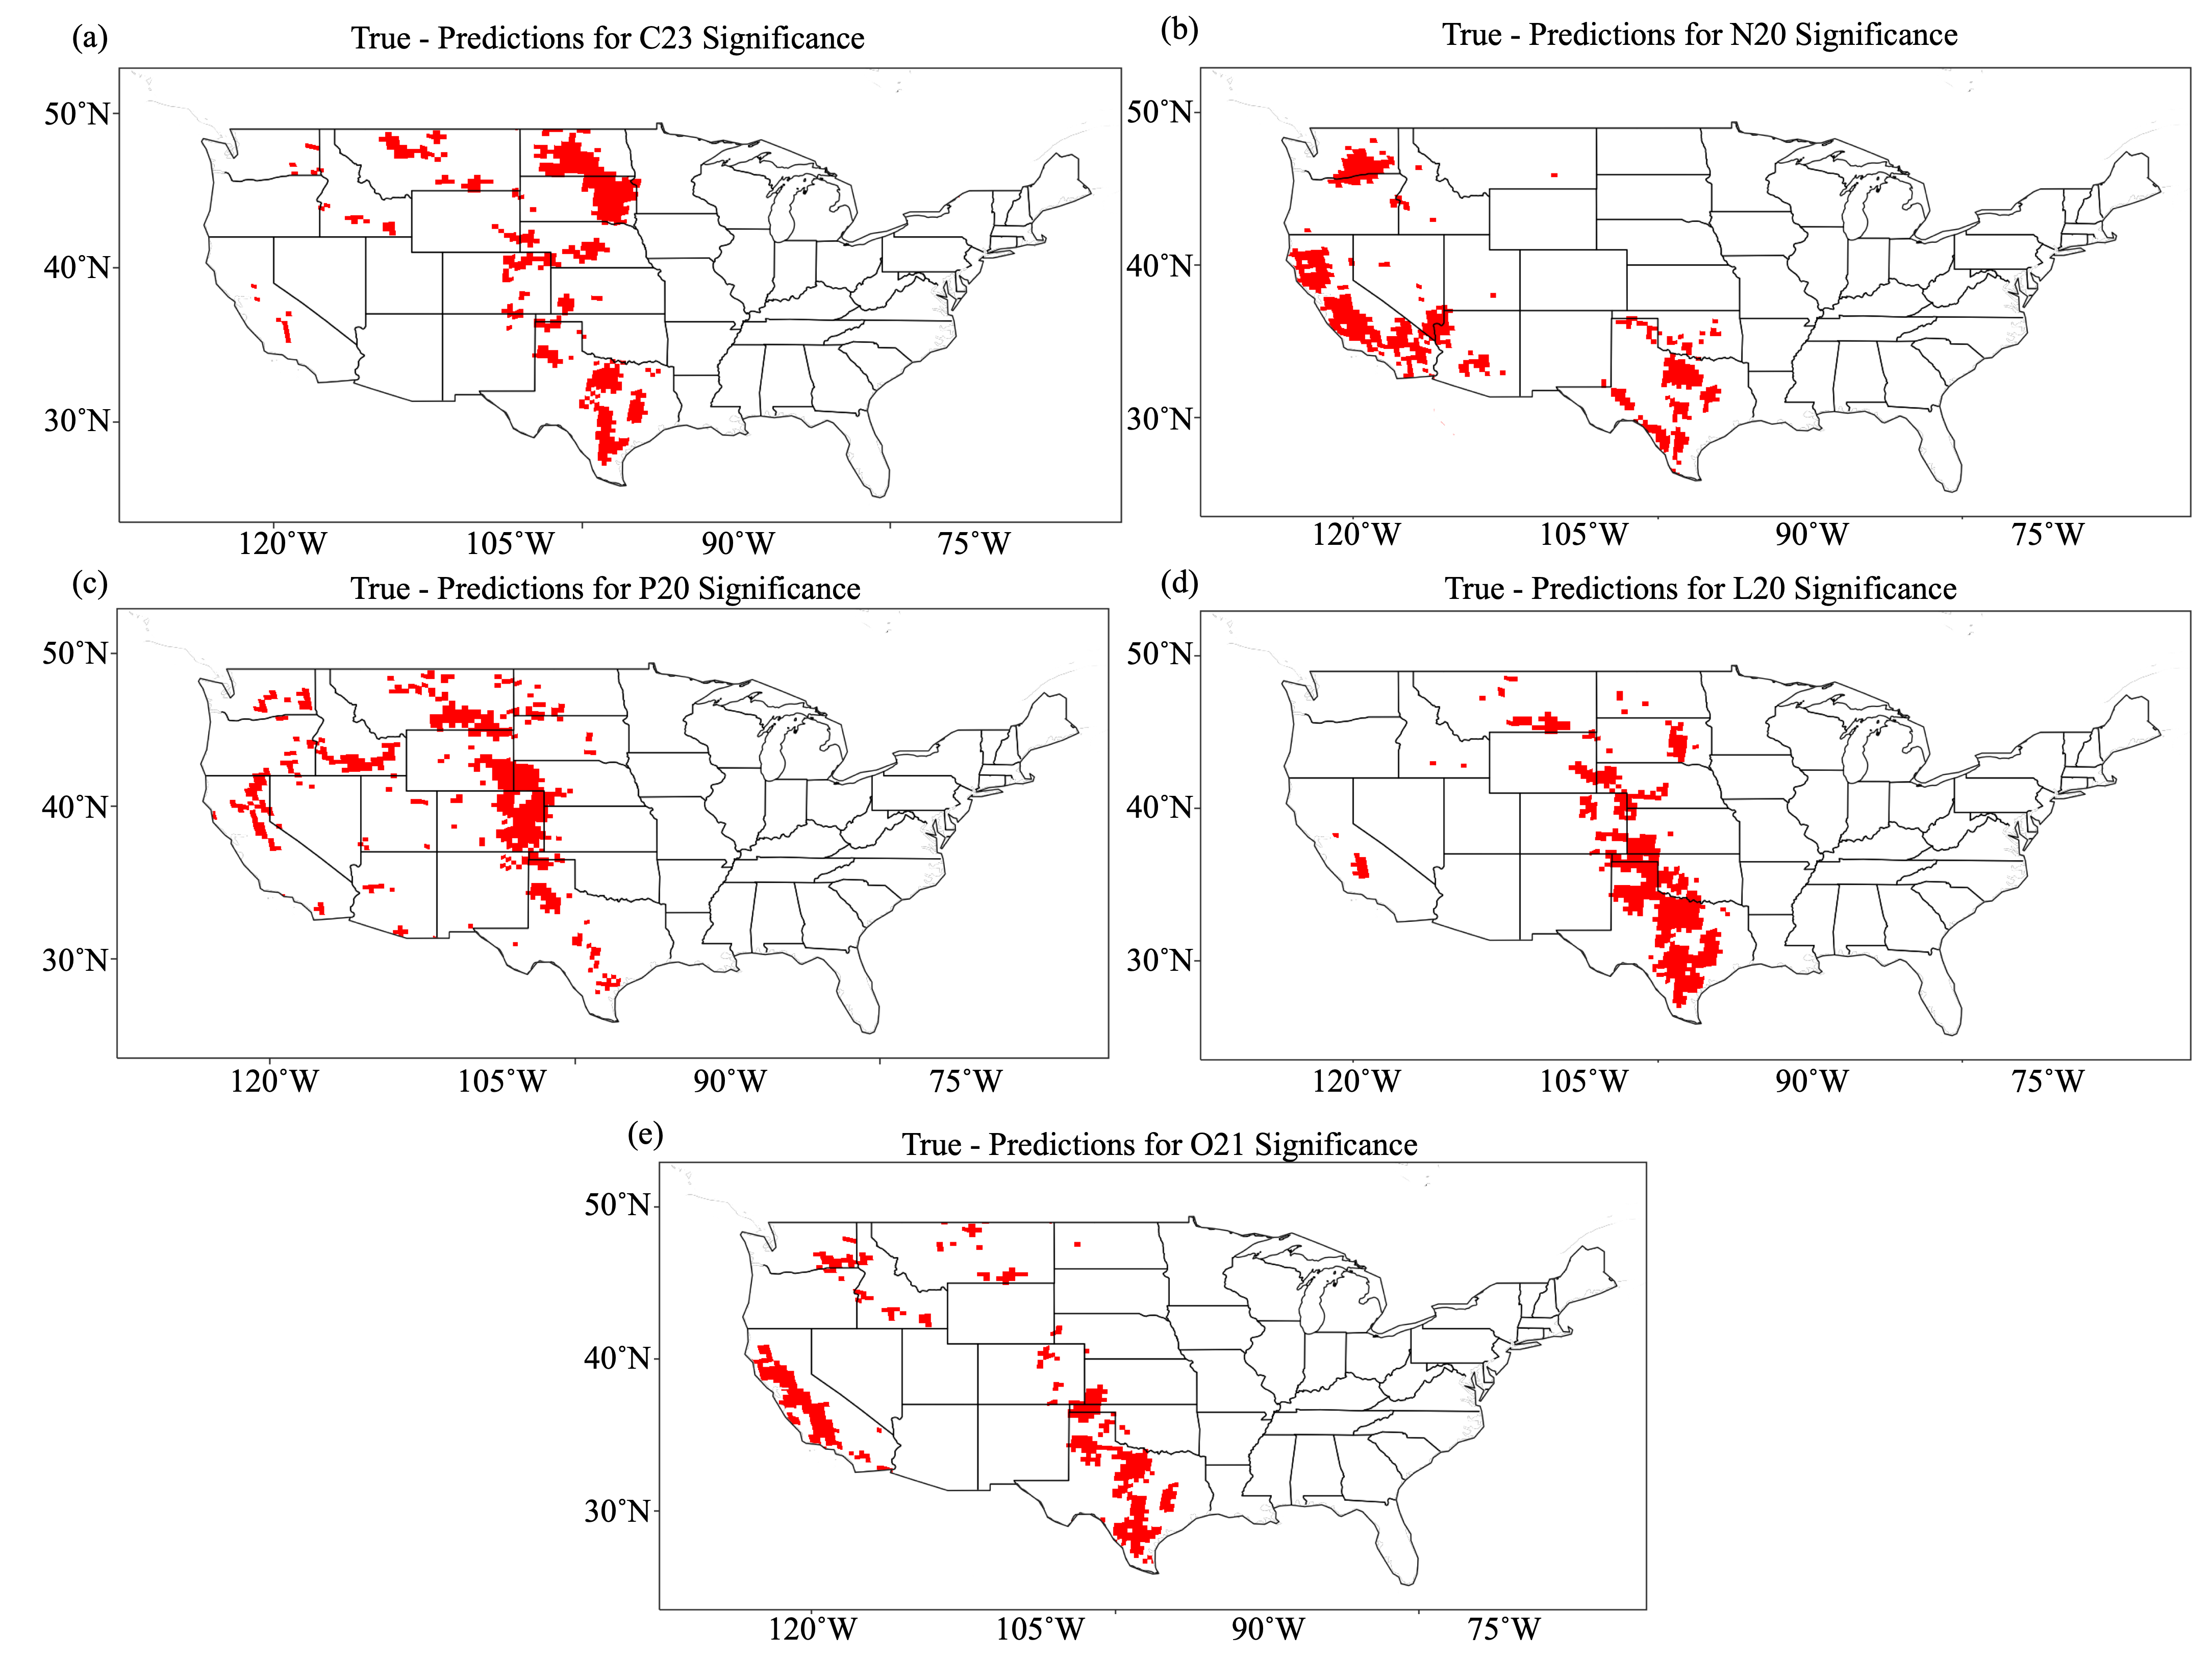 (a) True - Predictions for C23 Significance
50°N
40°N
30°N
120°W 105°W 90°W 75°W
(b) True - Predictions for N20 Significance
50°N
40°N
30°N
120°W 105°W 90°W 75°W
(c) True - Predictions for P20 Significance
50°N
40°N
30°N
120°W 105°W 90°W 75°W
(d) True - Predictions for L20 Significance
50°N
40°N
30°N
120°W 105°W 90°W 75°W
(e) True - Predictions for O21 Significance
50°N
40°N
30°N
120°W 105°W 90°W 75°W